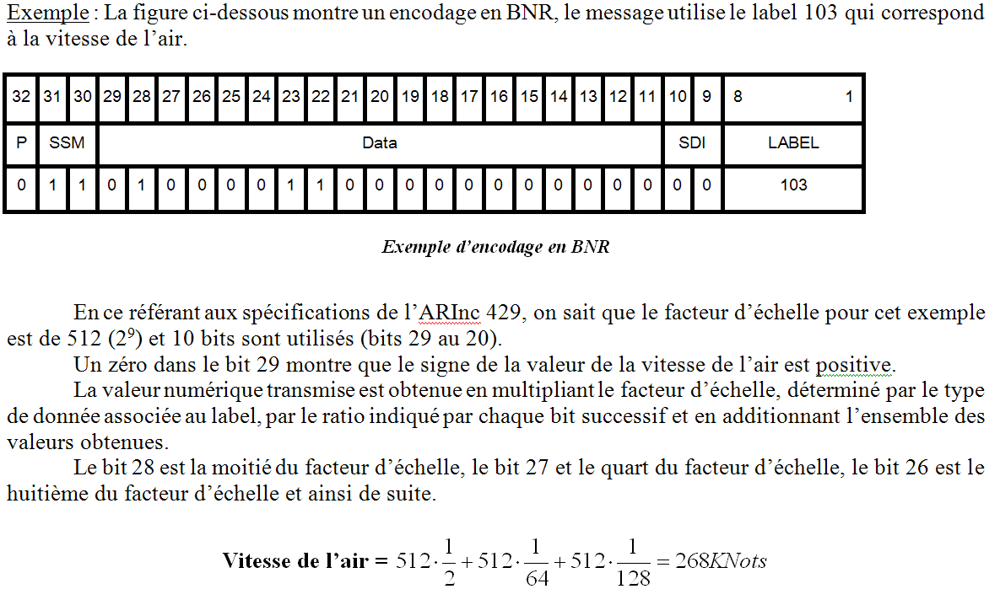 Exemple : La figure ci-dessous montre un encodage en BNR, le message utilise le label 103 qui correspond
à la vitesse de l’air.
32 31 30 29 28 27 26 25 24 23 22 21 20 19 18 17 16 15 14 13 12 11 10 9 8 1
P SSM Data SDI LABEL
0 1 1 0 1 0 0 0 0 1 1 0 0 0 0 0 0 0 0 0 0 0 0 0 103
Exemple d’encodage en BNR
En ce référant aux spécifications de l’ARInc 429, on sait que le facteur d’échelle pour cet exemple
est de 512 (2⁹) et 10 bits sont utilisés (bits 29 au 20).
Un zéro dans le bit 29 montre que le signe de la valeur de la vitesse de l’air est positive.
La valeur numérique transmise est obtenue en multipliant le facteur d’échelle, déterminé par le type
de donnée associée au label, par le ratio indiqué par chaque bit successif et en additionnant l’ensemble des
valeurs obtenues.
Le bit 28 est la moitié du facteur d’échelle, le bit 27 et le quart du facteur d’échelle, le bit 26 est le
huitième du facteur d’échelle et ainsi de suite.
Vitesse de l’air = 512·1/2 + 512·1/64 + 512·1/128 = 268KNots